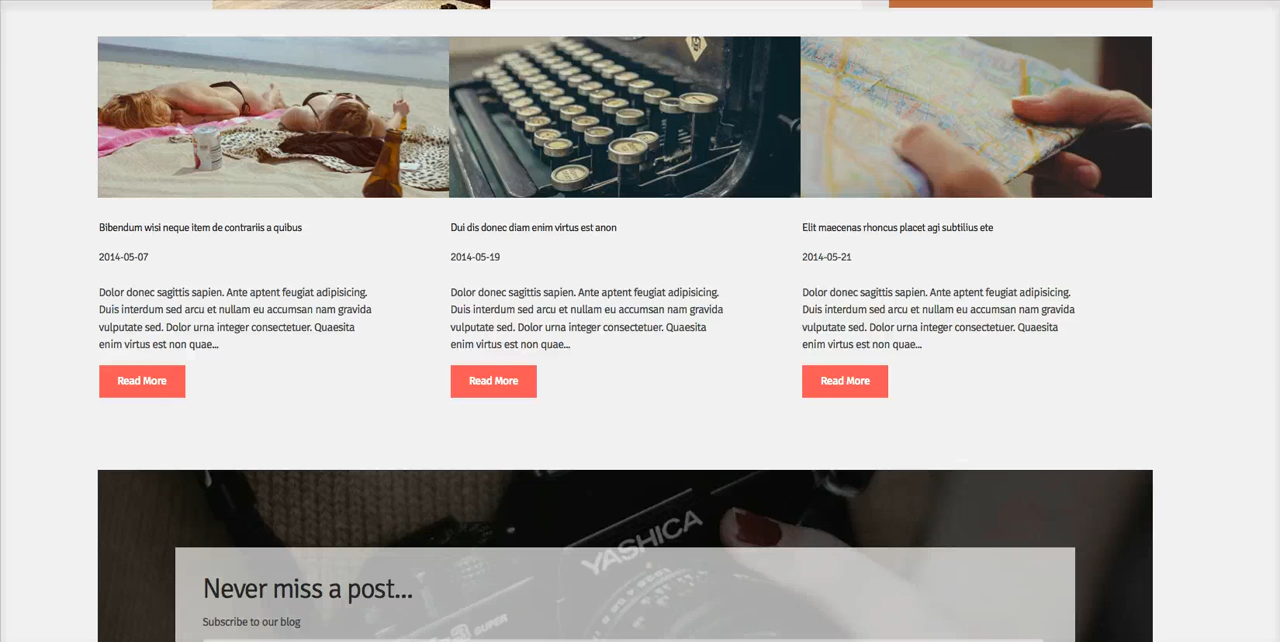 Bibendum wisi neque item de contrariis a quibus
2014-05-07
Dolor donec sagittis sapien. Ante aptent feugiat adipisicing.
Duis interdum sed arcu et nullam eu accumsan nam gravida
vulputate sed. Dolor urna integer consectetuer. Quaesita
enim virtus est non quae...
Read More
Dui dis donec diam enim virtus est anon
2014-05-19
Dolor donec sagittis sapien. Ante aptent feugiat adipisicing.
Duis interdum sed arcu et nullam eu accumsan nam gravida
vulputate sed. Dolor urna integer consectetuer. Quaesita
enim virtus est non quae...
Read More
Elit maecenas rhoncus placet agi subtilius ete
2014-05-21
Dolor donec sagittis sapien. Ante aptent feugiat adipisicing.
Duis interdum sed arcu et nullam eu accumsan nam gravida
vulputate sed. Dolor urna integer consectetuer. Quaesita
enim virtus est non quae...
Read More
YASHICA
Never miss a post...
Subscribe to our blog
SUPER